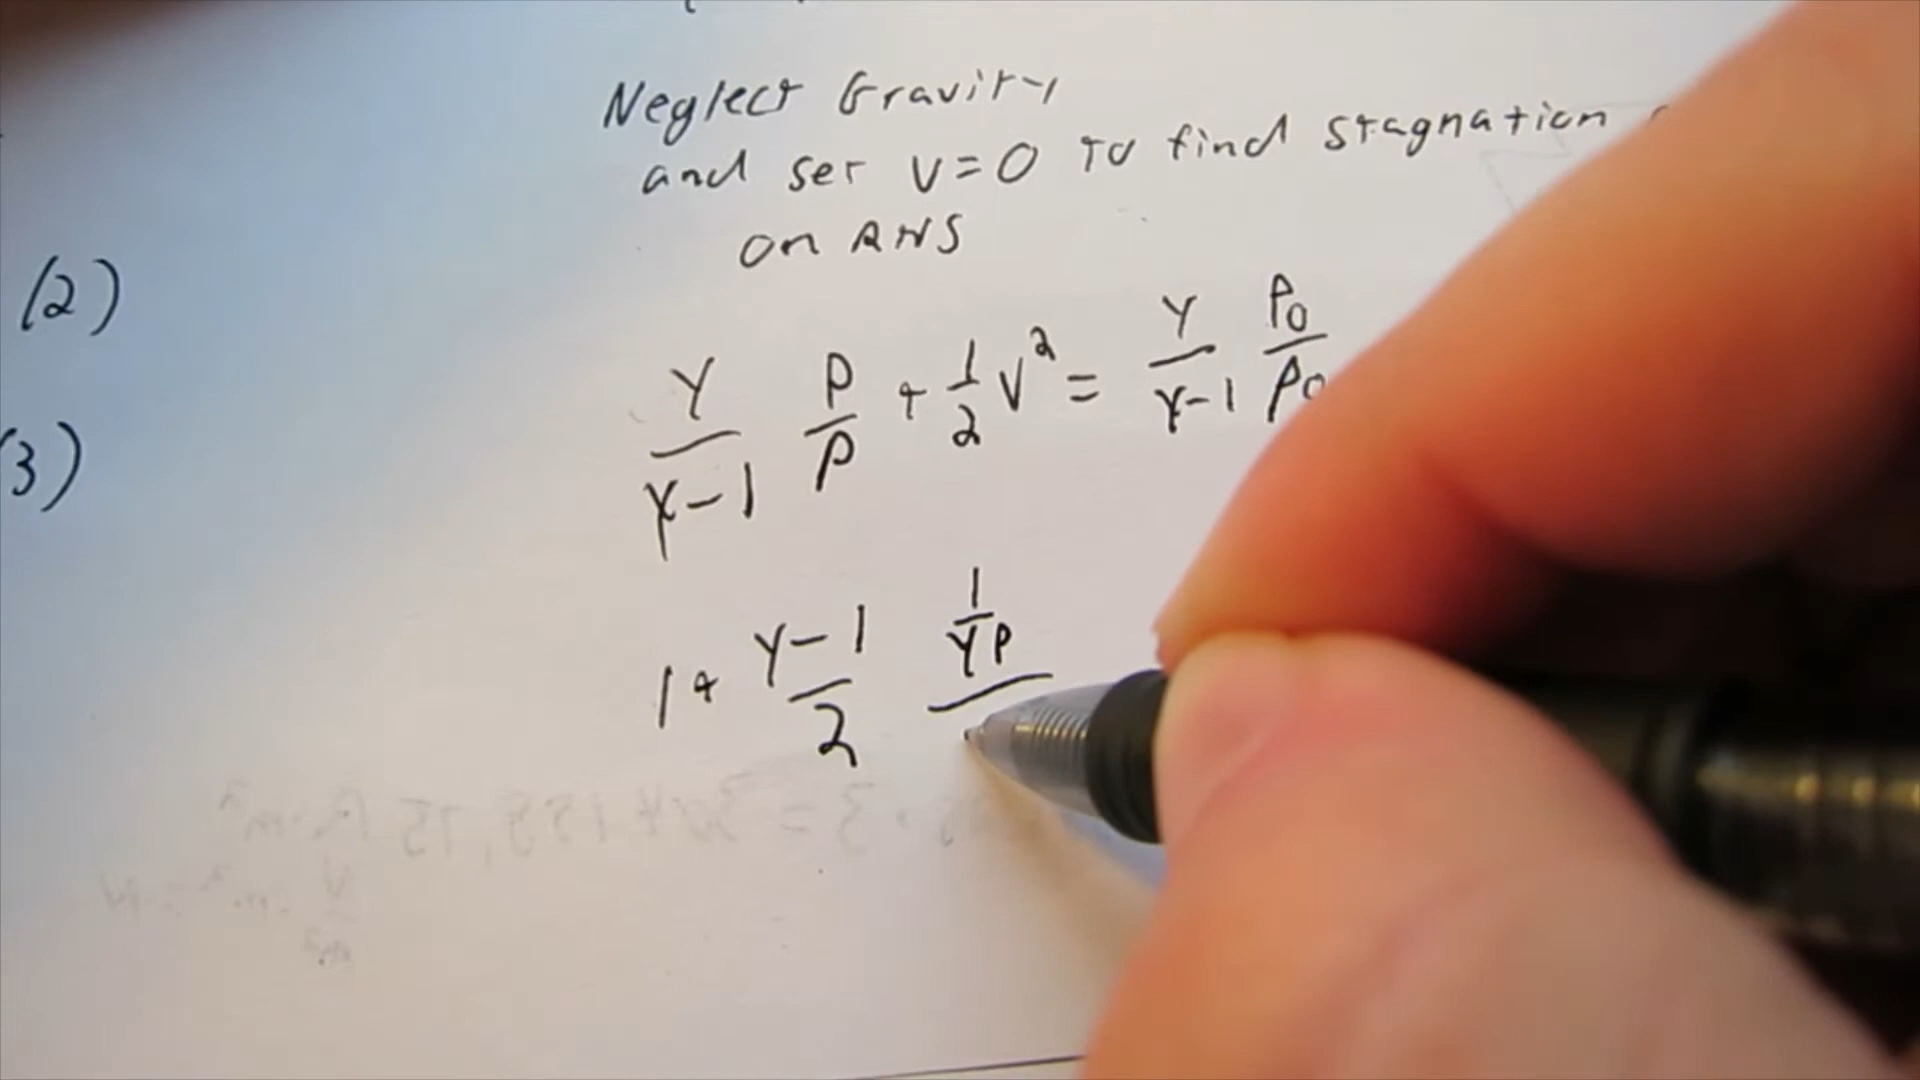 Neglect Gravity
and set V=0 to find stagnation
on RHS
(2)
γ/γ-1 P/ρ + 1/2 V² = γ/γ-1 P0/ρ0
(3)
1+ γ-1/2 1/γP